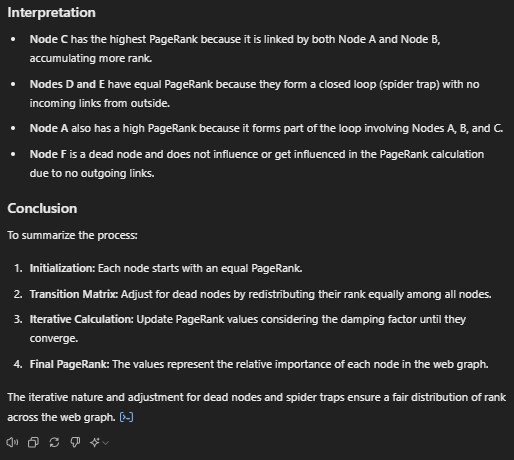 Interpretation
• Node C has the highest PageRank because it is linked by both Node A and Node B,
accumulating more rank.
• Nodes D and E have equal PageRank because they form a closed loop (spider trap) with no
incoming links from outside.
• Node A also has a high PageRank because it forms part of the loop involving Nodes A, B, and C.
• Node F is a dead node and does not influence or get influenced in the PageRank calculation
due to no outgoing links.
Conclusion
To summarize the process:
1. Initialization: Each node starts with an equal PageRank.
2. Transition Matrix: Adjust for dead nodes by redistributing their rank equally among all nodes.
3. Iterative Calculation: Update PageRank values considering the damping factor until they
converge.
4. Final PageRank: The values represent the relative importance of each node in the web graph.
The iterative nature and adjustment for dead nodes and spider traps ensure a fair distribution of rank
across the web graph. [>-]